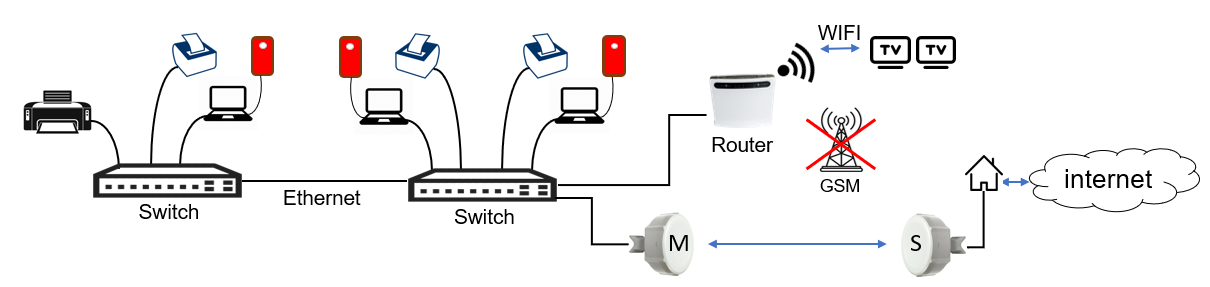 WIFI
TV TV
Router
GSM
internet
Switch
Ethernet
Switch
M
S